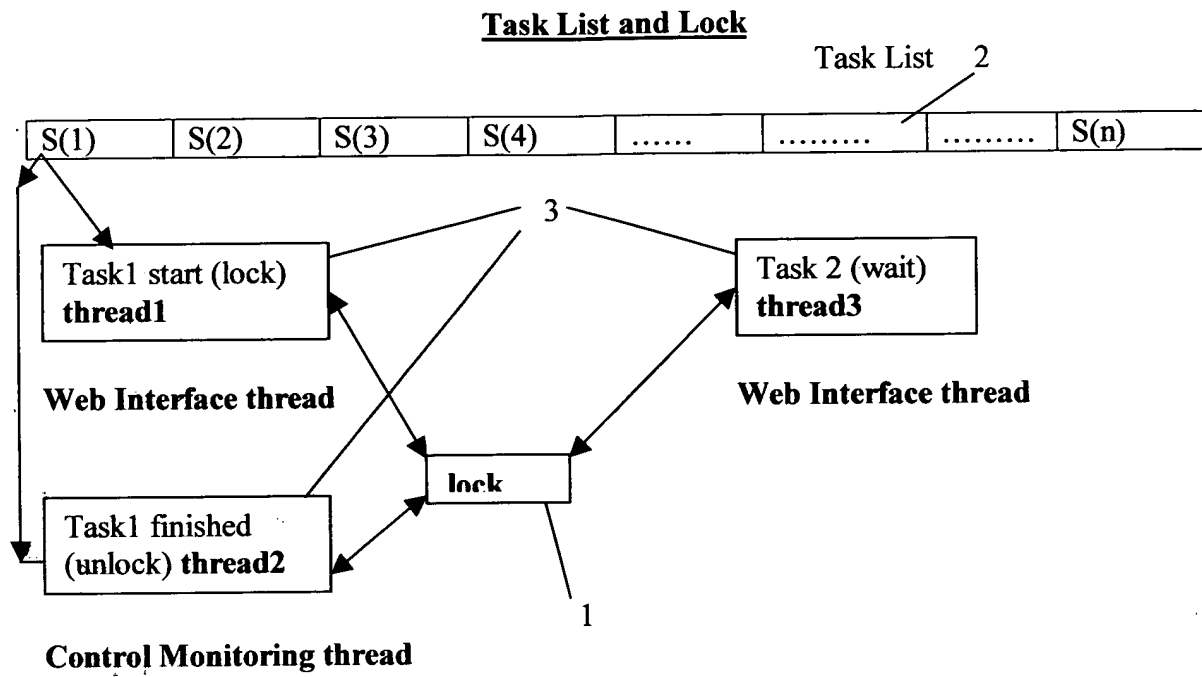 Task List and Lock
Task List 2
S(1) S(2) S(3) S(4) ...... ......... ......... S(n)
3
Task1 start (lock)
thread1
Task 2 (wait)
thread3
Web Interface thread
Web Interface thread
lock
Task1 finished
(unlock) thread2
1
Control Monitoring thread